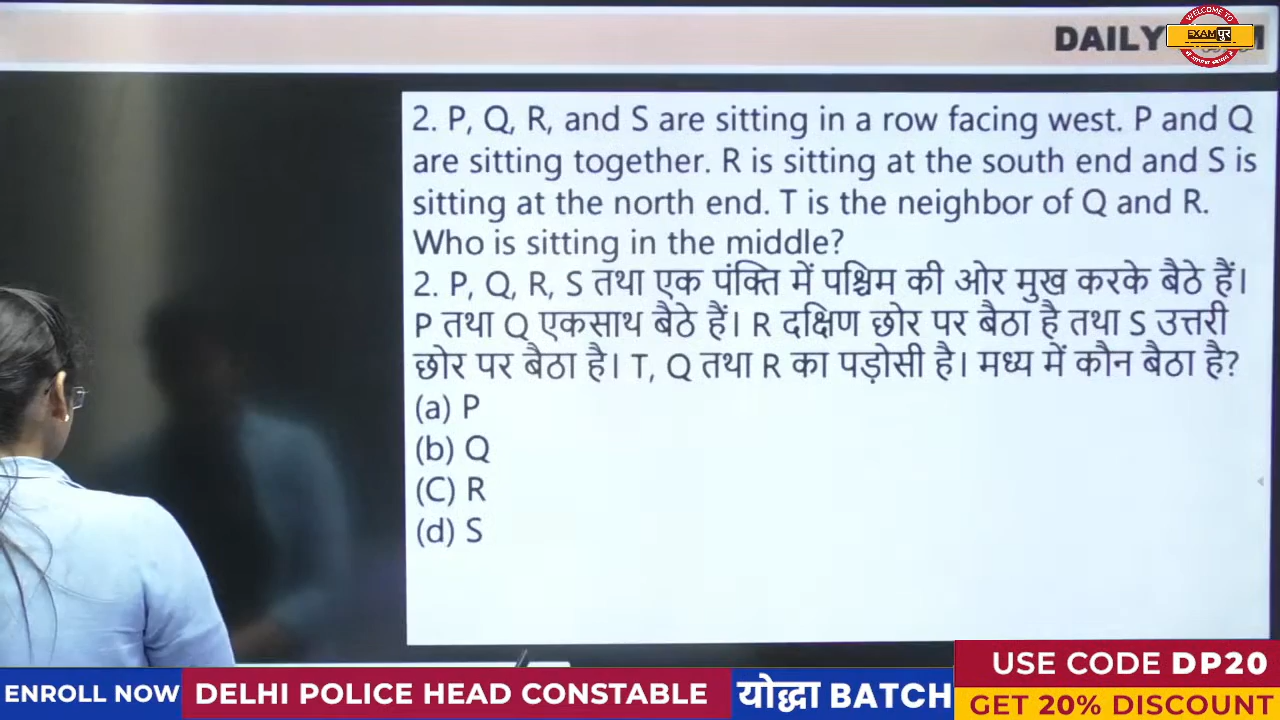 DAILY
WELCOME TO
EXAMपुर
2. P, Q, R, and S are sitting in a row facing west. P and Q
are sitting together. R is sitting at the south end and S is
sitting at the north end. T is the neighbor of Q and R.
Who is sitting in the middle?
2. P, Q, R, S तथा एक पंक्ति में पश्चिम की ओर मुख करके बैठे हैं।
P तथा Q एकसाथ बैठे हैं। R दक्षिण छोर पर बैठा है तथा S उत्तरी
छोर पर बैठा है। T, Q तथा R का पड़ोसी है। मध्य में कौन बैठा है?
(a) P
(b) Q
(C) R
(d) S
ENROLL NOW DELHI POLICE HEAD CONSTABLE योद्धा BATCH
USE CODE DP20
GET 20% DISCOUNT